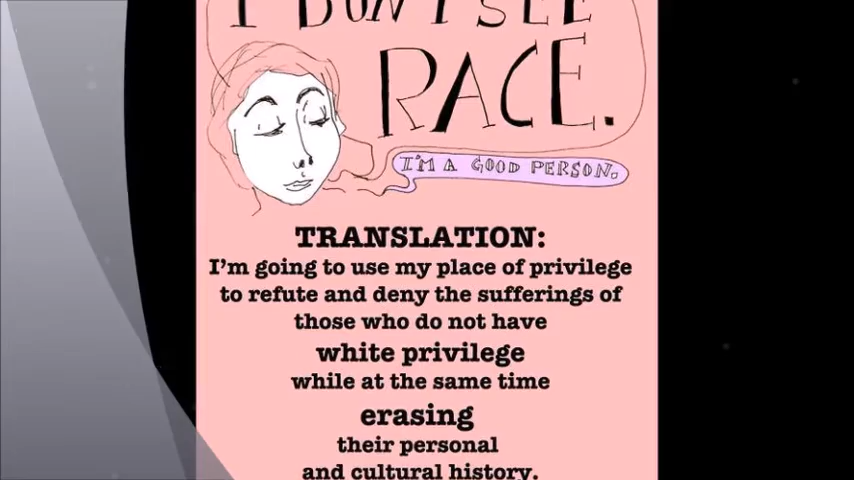 I DON'T SEE
RACE.
I'M A GOOD PERSON.
TRANSLATION:
I'm going to use my place of privilege
to refute and deny the sufferings of
those who do not have
white privilege
while at the same time
erasing
their personal
and cultural history.